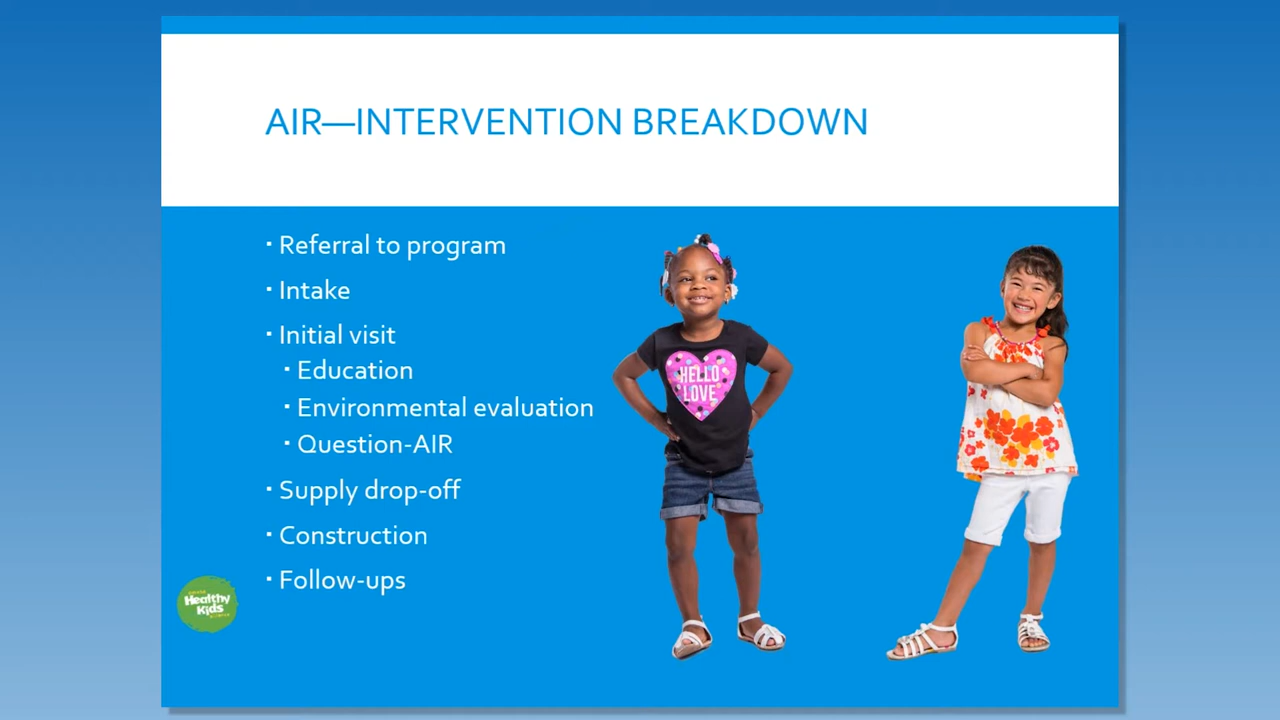 AIR—INTERVENTION BREAKDOWN
▪ Referral to program
▪ Intake
▪ Initial visit
▪ Education
▪ Environmental evaluation
▪ Question-AIR
▪ Supply drop-off
▪ Construction
▪ Follow-ups
HELLO
LOVE
Healthy
Kids